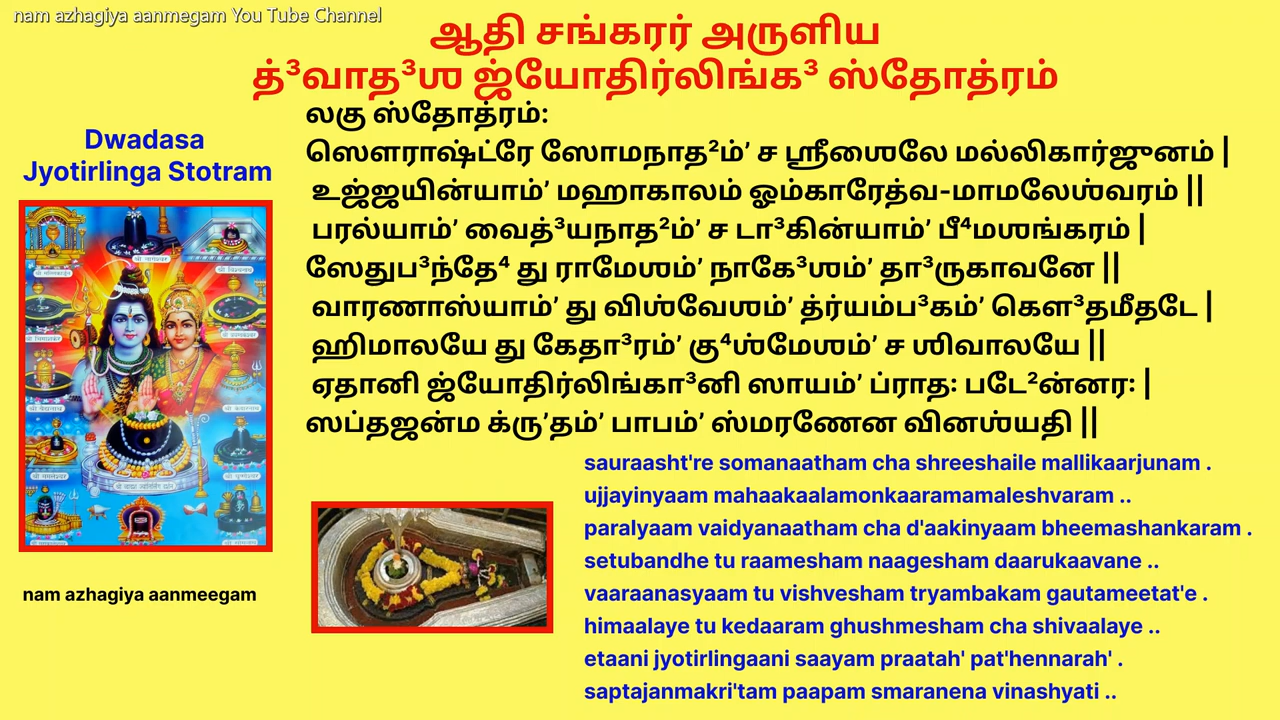 nam azhagiya aanmegam You Tube Channel
ஆதி சங்கரர் அருளிய
த்³வாத³ஶ ஜ்யோதிர்லிங்க³ ஸ்தோத்ரம்
Dwadasa
Jyotirlinga Stotram
லகு ஸ்தோத்ரம்:
ஸௌராஷ்ட்ரே ஸோமநாத²ம்ʼ ச ஸ்ரீஶைலே மல்லிகார்ஜுனம் |
உஜ்ஜயின்யாம்ʼ மஹாகாலம் ஓம்காரேத்வ-மாமலேஶ்வரம் ||
பரல்யாம்ʼ வைத்³யநாத²ம்ʼ ச டா³கின்யாம்ʼ பீ⁴மஶங்கரம் |
ஸேதுப³ந்தே⁴ து ராமேஶம்ʼ நாகே³ஶம்ʼ தா³ருகாவனே ||
வாரணாஸ்யாம்ʼ து விஶ்வேஶம்ʼ த்ர்யம்ப³கம்ʼ கௌ³தமீதடே |
ஹிமாலயே து கேதா³ரம்ʼ கு⁴ஶ்மேஶம்ʼ ச ஶிவாலயே ||
ஏதானி ஜ்யோதிர்லிங்கா³னி ஸாயம்ʼ ப்ராத꞉ படே²ன்னர꞉ |
ஸப்தஜன்ம க்ருʼதம்ʼ பாபம்ʼ ஸ்மரணேன வினஶ்யதி ||
sauraasht're somanaatham cha shreeshaile mallikaarjunam .
ujjayinyaam mahaakaalamonkaaramamaleshvaram ..
paralyaam vaidyanaatham cha d'aakinyaam bheemashankaram .
setubandhe tu raamesham naagesham daarukaavane ..
vaaraanasyaam tu vishvesham tryambakam gautameetat'e .
himaalaye tu kedaaram ghushmesham cha shivaalaye ..
etaani jyotirlingaani saayam praatah' pat'hennarah' .
saptajanmakri'tam paapam smaranena vinashyati ..
nam azhagiya aanmeegam